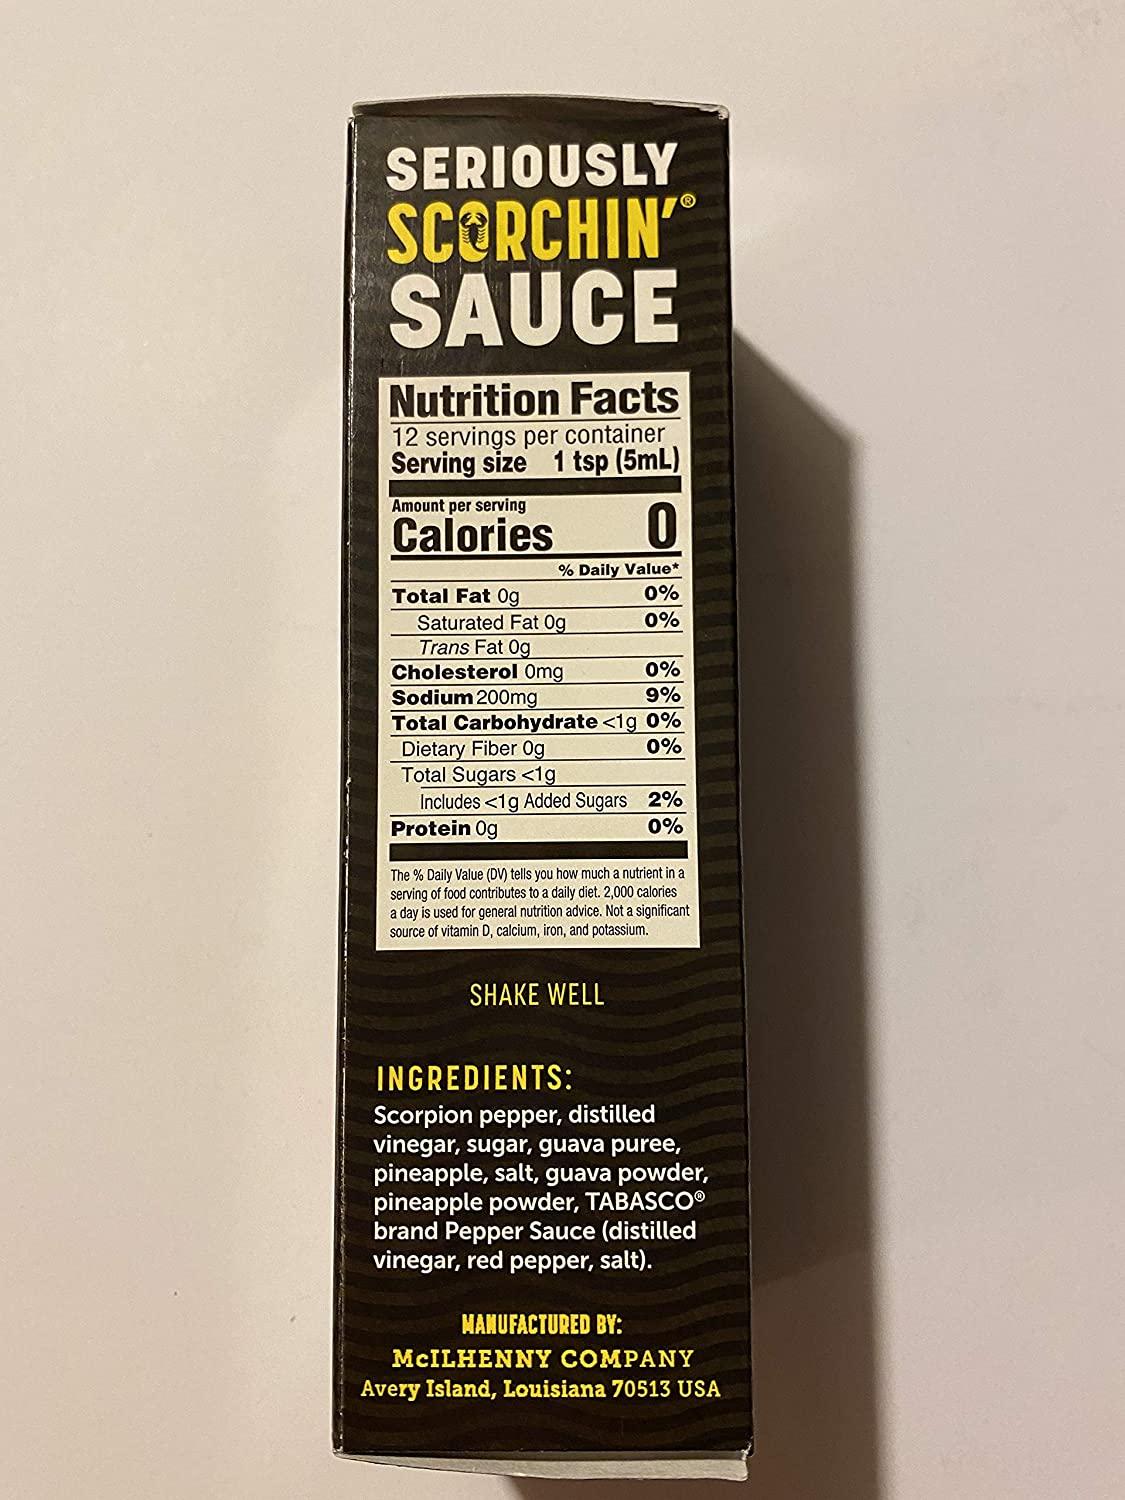 SERIOUSLY
SCORCHIN'®
SAUCE
Nutrition Facts
12 servings per container
Serving size 1 tsp (5mL)
Amount per serving
Calories 0
% Daily Value*
Total Fat 0g 0%
Saturated Fat 0g 0%
Trans Fat 0g
Cholesterol 0mg 0%
Sodium 200mg 9%
Total Carbohydrate <1g 0%
Dietary Fiber 0g 0%
Total Sugars <1g
Includes <1g Added Sugars 2%
Protein 0g 0%
The % Daily Value (DV) tells you how much a nutrient in a
serving of food contributes to a daily diet. 2,000 calories
a day is used for general nutrition advice. Not a significant
source of vitamin D, calcium, iron, and potassium.
SHAKE WELL
INGREDIENTS:
Scorpion pepper, distilled
vinegar, sugar, guava puree,
pineapple, salt, guava powder,
pineapple powder, TABASCO®
brand Pepper Sauce (distilled
vinegar, red pepper, salt).
MANUFACTURED BY:
McILHENNY COMPANY
Avery Island, Louisiana 70513 USA